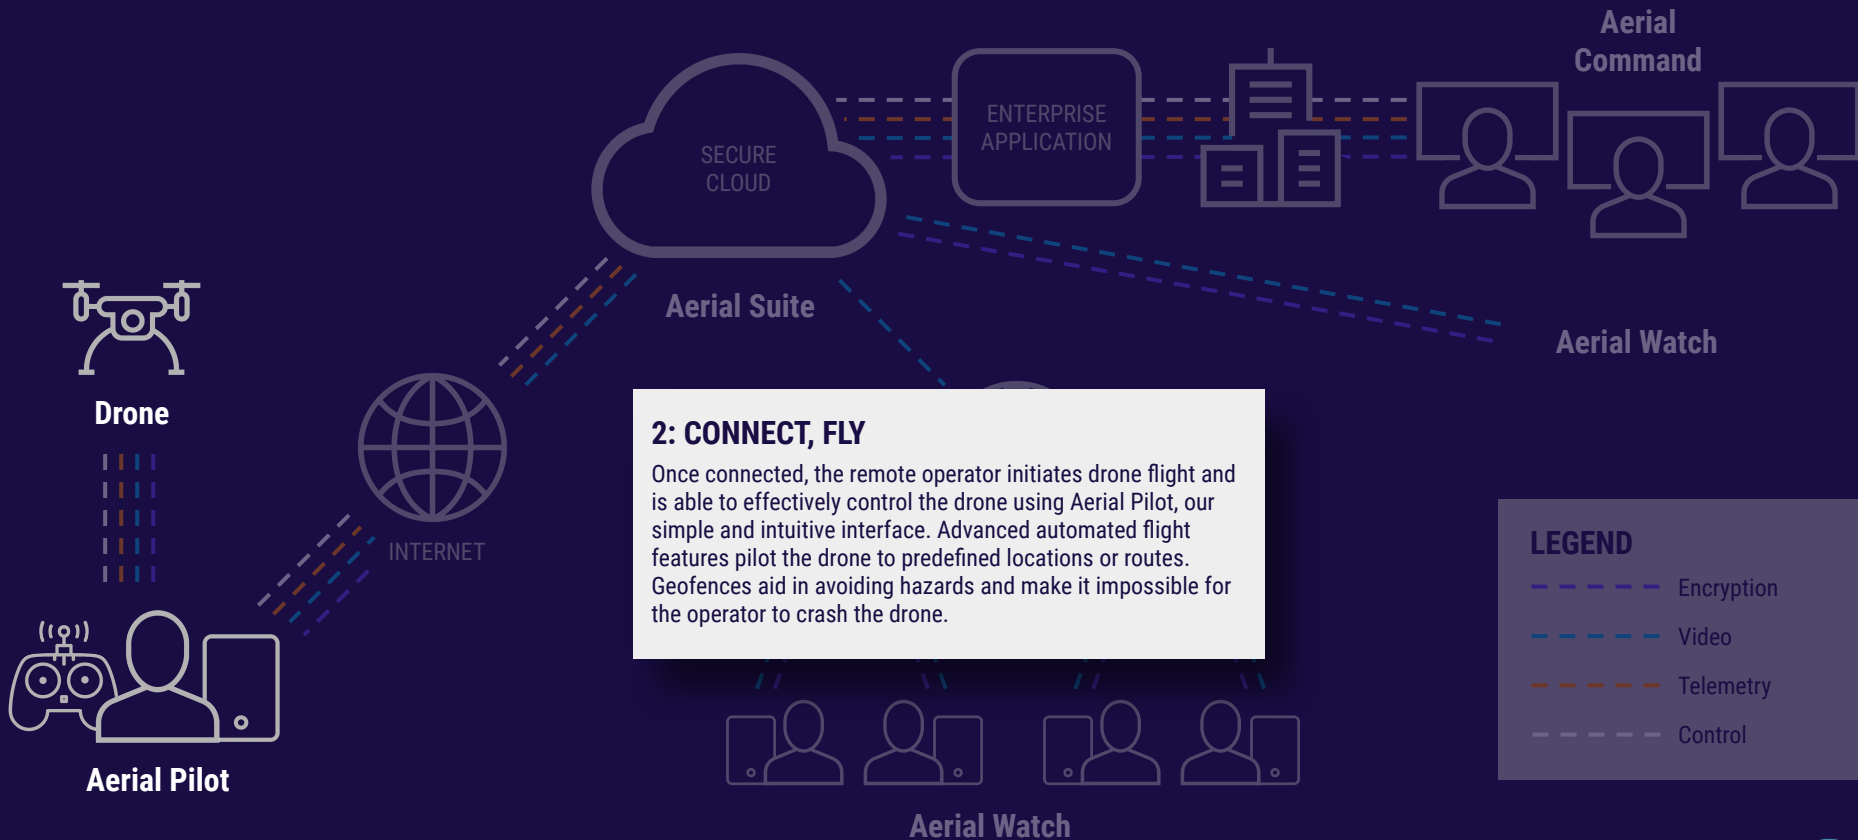 Aerial
Command
SECURE
CLOUD
ENTERPRISE
APPLICATION
Aerial Suite
Aerial Watch
Drone
INTERNET
2: CONNECT, FLY
Once connected, the remote operator initiates drone flight and
is able to effectively control the drone using Aerial Pilot, our
simple and intuitive interface. Advanced automated flight
features pilot the drone to predefined locations or routes.
Geofences aid in avoiding hazards and make it impossible for
the operator to crash the drone.
LEGEND
Encryption
Video
Telemetry
Control
Aerial Pilot
Aerial Watch